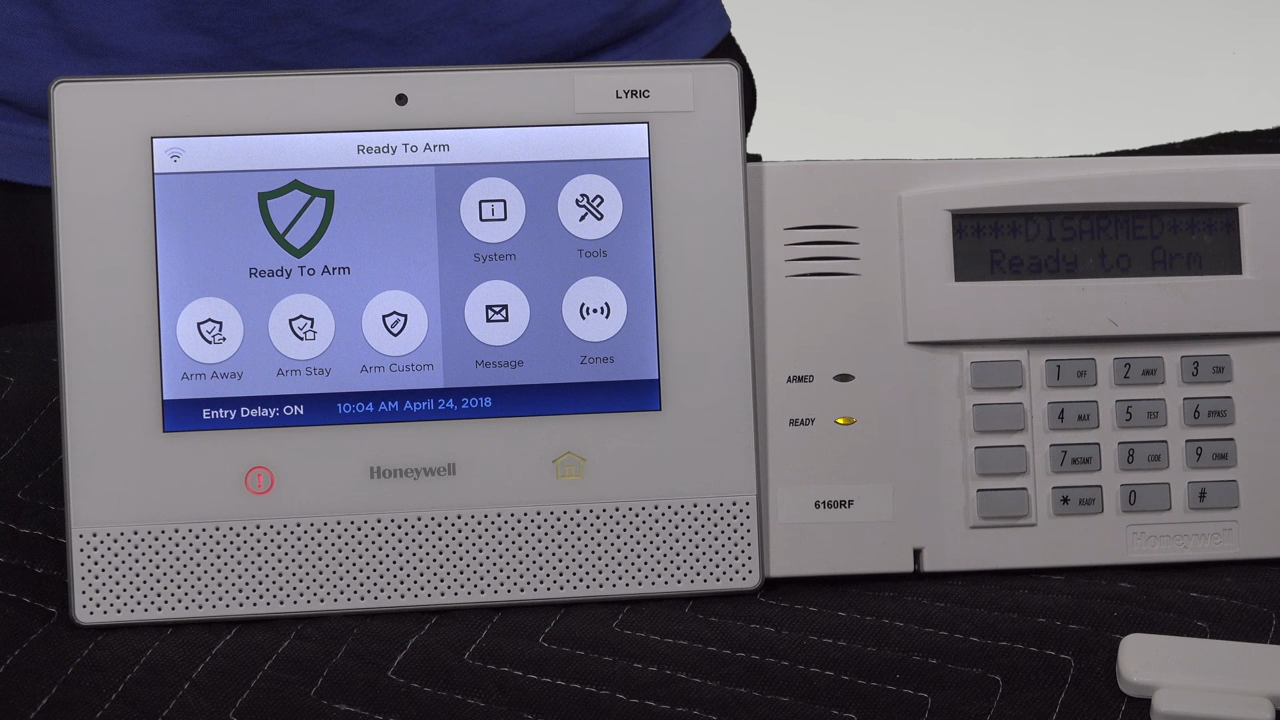 LYRIC
Ready To Arm
Ready To Arm
System
Tools
Arm Away
Arm Stay
Arm Custom
Message
Zones
Entry Delay: ON
10:04 AM April 24, 2018
Honeywell
****DISARMED****
Ready to Arm
ARMED
READY
6160RF
1 OFF
2 AWAY
3 STAY
4 MAX
5 TEST
6 BYPASS
7 INSTANT
8 CODE
9 CHIME
* READY
0
#
Honeywell